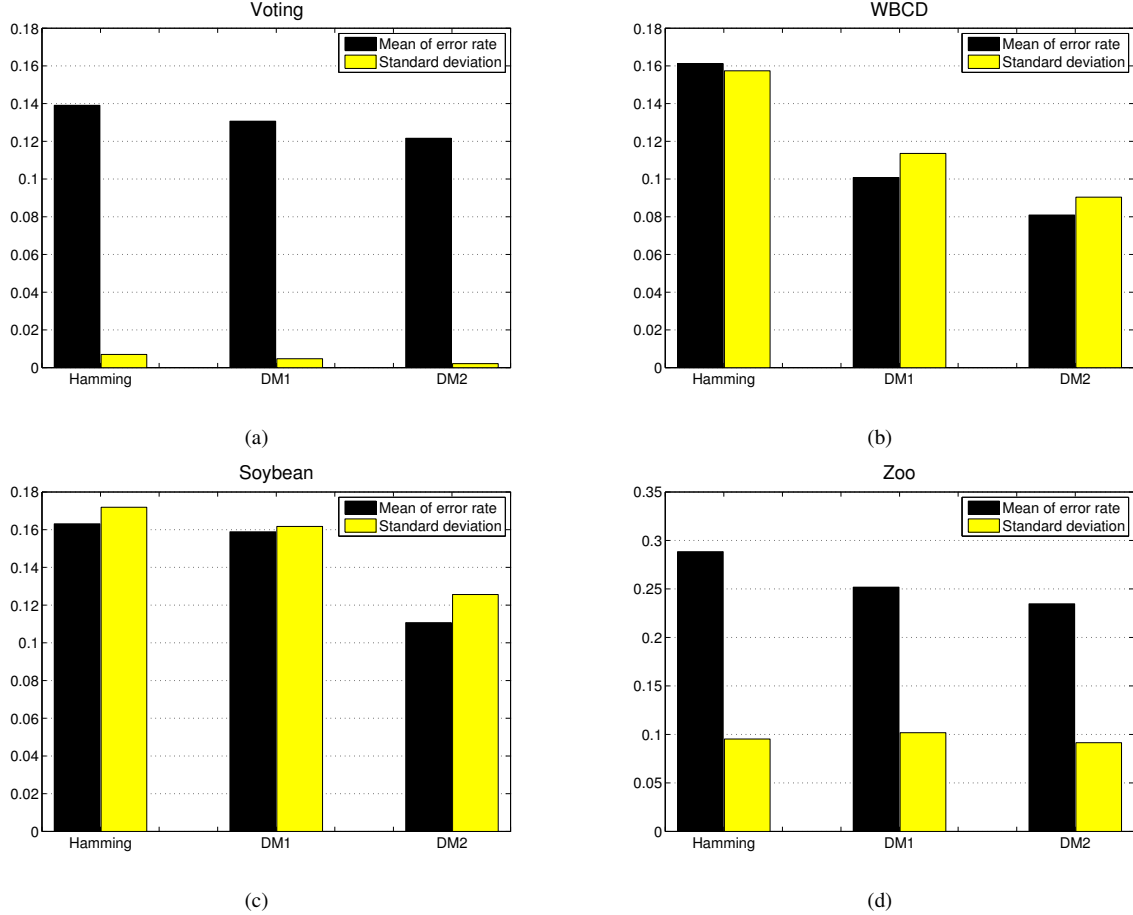 Voting
0.18
0.16
0.14
0.12
0.1
0.08
0.06
0.04
0.02
0
Mean of error rate
Standard deviation
Hamming DM1 DM2
(a)
WBCD
0.18
0.16
0.14
0.12
0.1
0.08
0.06
0.04
0.02
0
Mean of error rate
Standard deviation
Hamming DM1 DM2
(b)
Soybean
0.18
0.16
0.14
0.12
0.1
0.08
0.06
0.04
0.02
0
Mean of error rate
Standard deviation
Hamming DM1 DM2
(c)
Zoo
0.35
0.3
0.25
0.2
0.15
0.1
0.05
0
Mean of error rate
Standard deviation
Hamming DM1 DM2
(d)